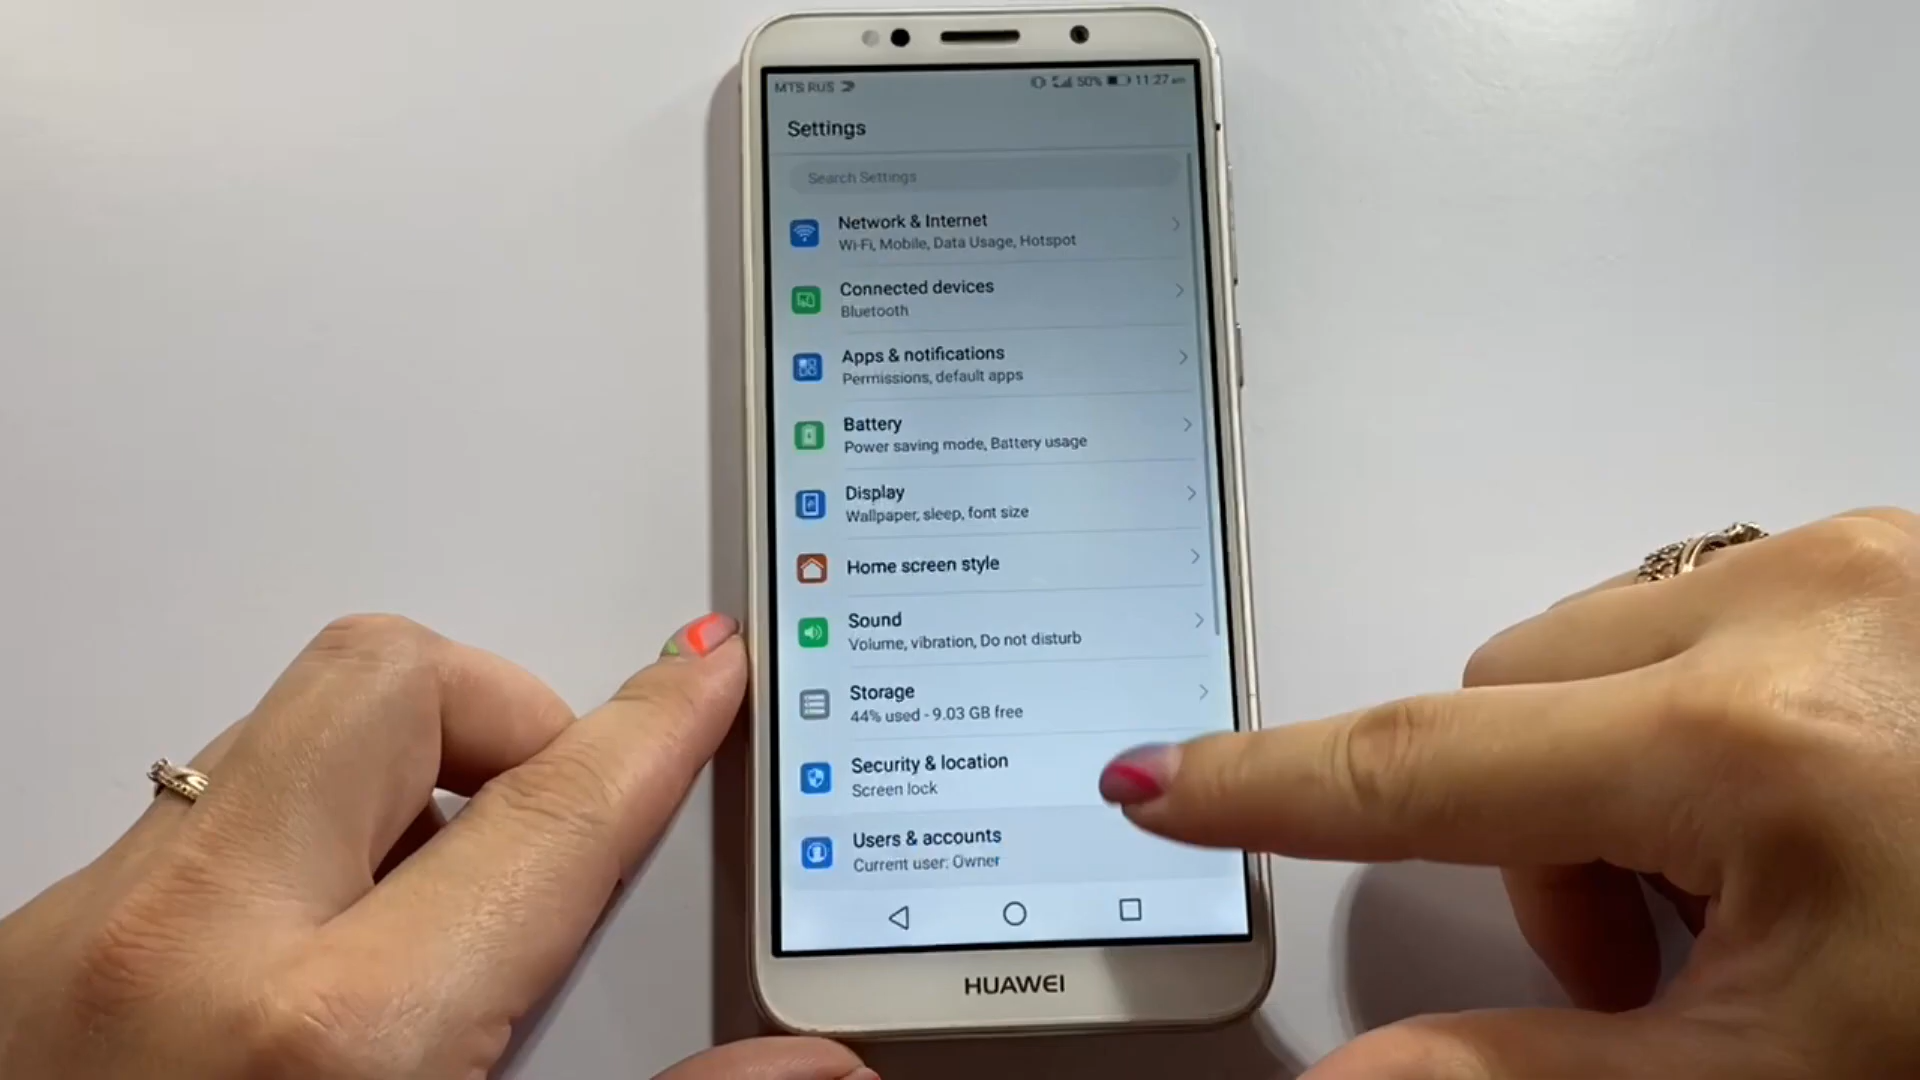 MTS RUS 50% 11:27 am
Settings
Search Settings
Network & Internet
Wi-Fi, Mobile, Data Usage, Hotspot
Connected devices
Bluetooth
Apps & notifications
Permissions, default apps
Battery
Power saving mode, Battery usage
Display
Wallpaper, sleep, font size
Home screen style
Sound
Volume, vibration, Do not disturb
Storage
44% used - 9.03 GB free
Security & location
Screen lock
Users & accounts
Current user: Owner
HUAWEI